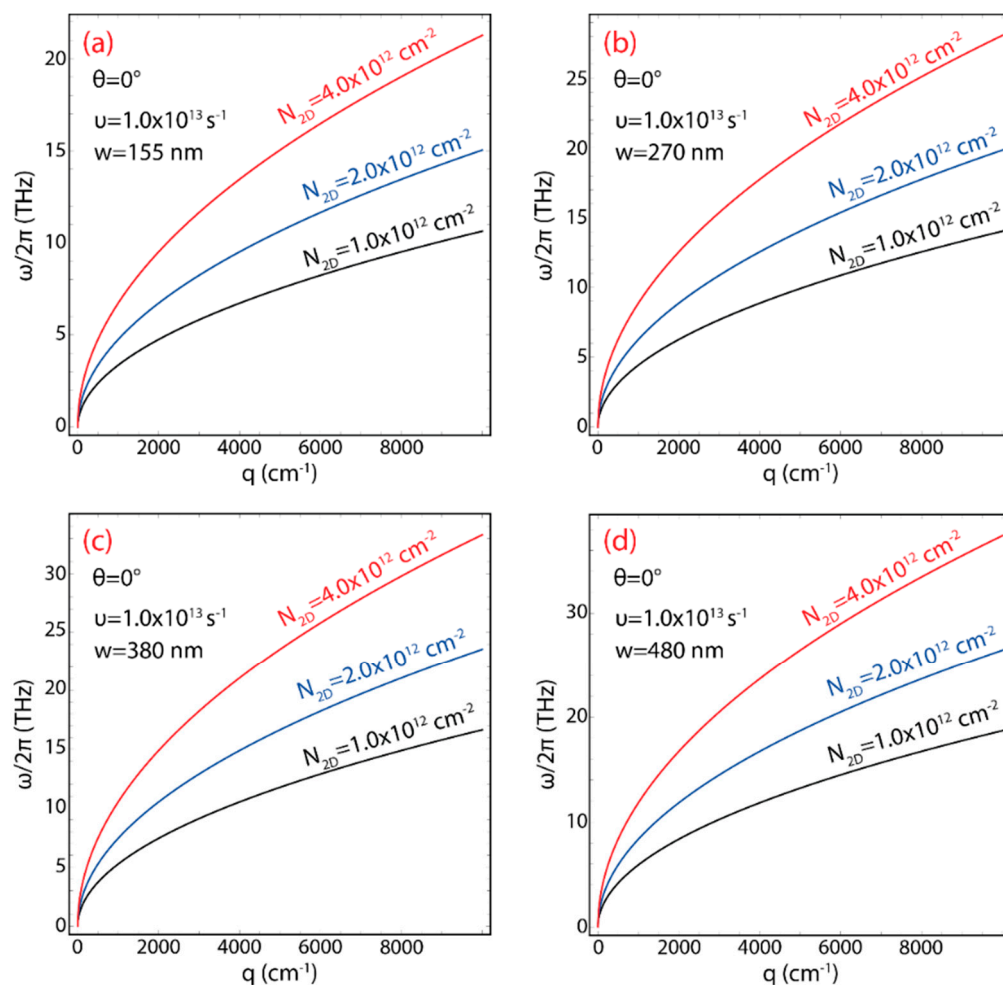 (a)
θ=0°
υ=1.0x10¹³ s⁻¹
w=155 nm
N₂D=4.0x10¹² cm⁻²
N₂D=2.0x10¹² cm⁻²
N₂D=1.0x10¹² cm⁻²
ω/2π (THz)
20
15
10
5
0
0 2000 4000 6000 8000
q (cm⁻¹)
(b)
θ=0°
υ=1.0x10¹³ s⁻¹
w=270 nm
N₂D=4.0x10¹² cm⁻²
N₂D=2.0x10¹² cm⁻²
N₂D=1.0x10¹² cm⁻²
ω/2π (THz)
25
20
15
10
5
0
0 2000 4000 6000 8000
q (cm⁻¹)
(c)
θ=0°
υ=1.0x10¹³ s⁻¹
w=380 nm
N₂D=4.0x10¹² cm⁻²
N₂D=2.0x10¹² cm⁻²
N₂D=1.0x10¹² cm⁻²
ω/2π (THz)
30
25
20
15
10
5
0
0 2000 4000 6000 8000
q (cm⁻¹)
(d)
θ=0°
υ=1.0x10¹³ s⁻¹
w=480 nm
N₂D=4.0x10¹² cm⁻²
N₂D=2.0x10¹² cm⁻²
N₂D=1.0x10¹² cm⁻²
ω/2π (THz)
30
20
10
0
0 2000 4000 6000 8000
q (cm⁻¹)